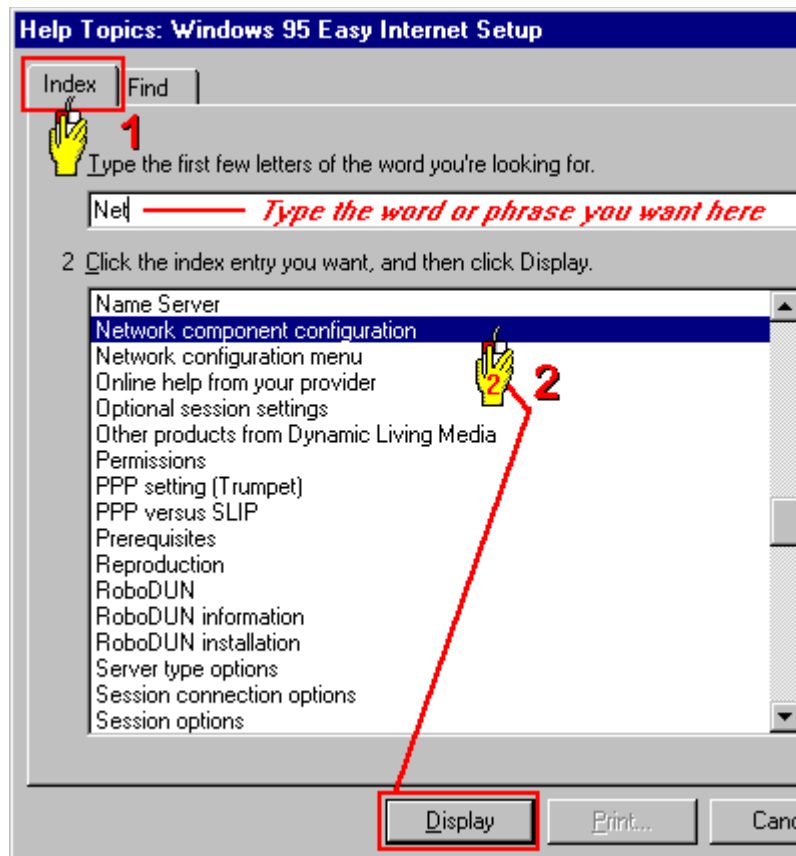 Help Topics: Windows 95 Easy Internet Setup
Index Find
1
Type the first few letters of the word you're looking for.
Net Type the word or phrase you want here
2 Click the index entry you want, and then click Display.
Name Server
Network component configuration
Network configuration menu
Online help from your provider
2 2
Optional session settings
Other products from Dynamic Living Media
Permissions
PPP setting (Trumpet)
PPP versus SLIP
Prerequisites
Reproduction
RoboDUN
RoboDUN information
RoboDUN installation
Server type options
Session connection options
Session options
Display Print... Canc